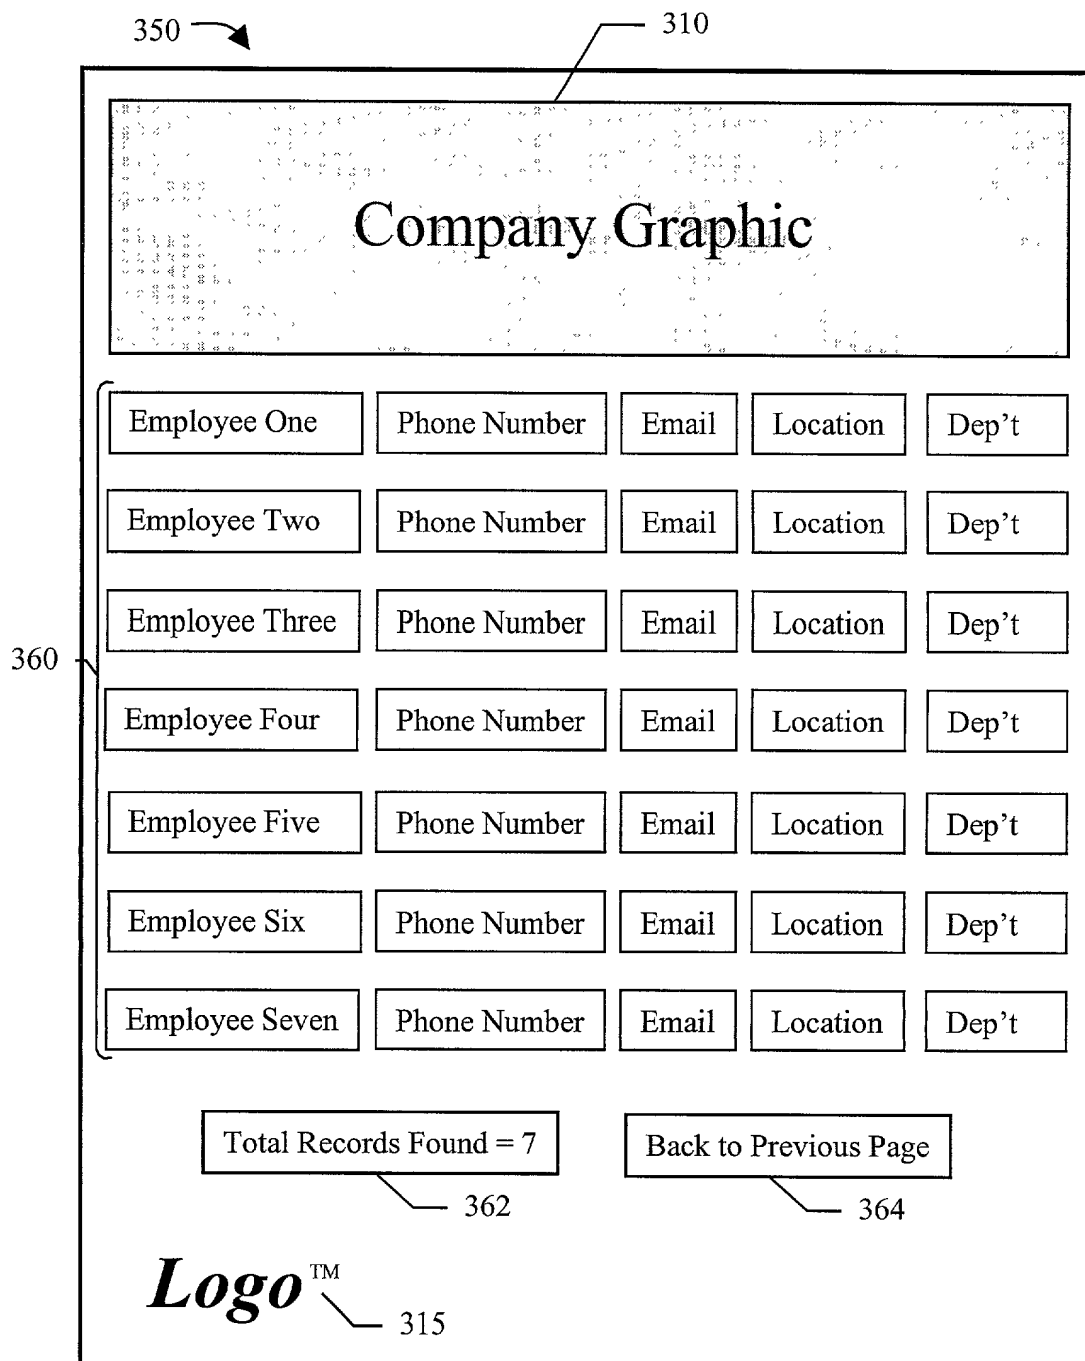 350
310
Company Graphic
Employee One Phone Number Email Location Dep't
Employee Two Phone Number Email Location Dep't
Employee Three Phone Number Email Location Dep't
360
Employee Four Phone Number Email Location Dep't
Employee Five Phone Number Email Location Dep't
Employee Six Phone Number Email Location Dep't
Employee Seven Phone Number Email Location Dep't
Total Records Found = 7 Back to Previous Page
362 364
Logo™
315